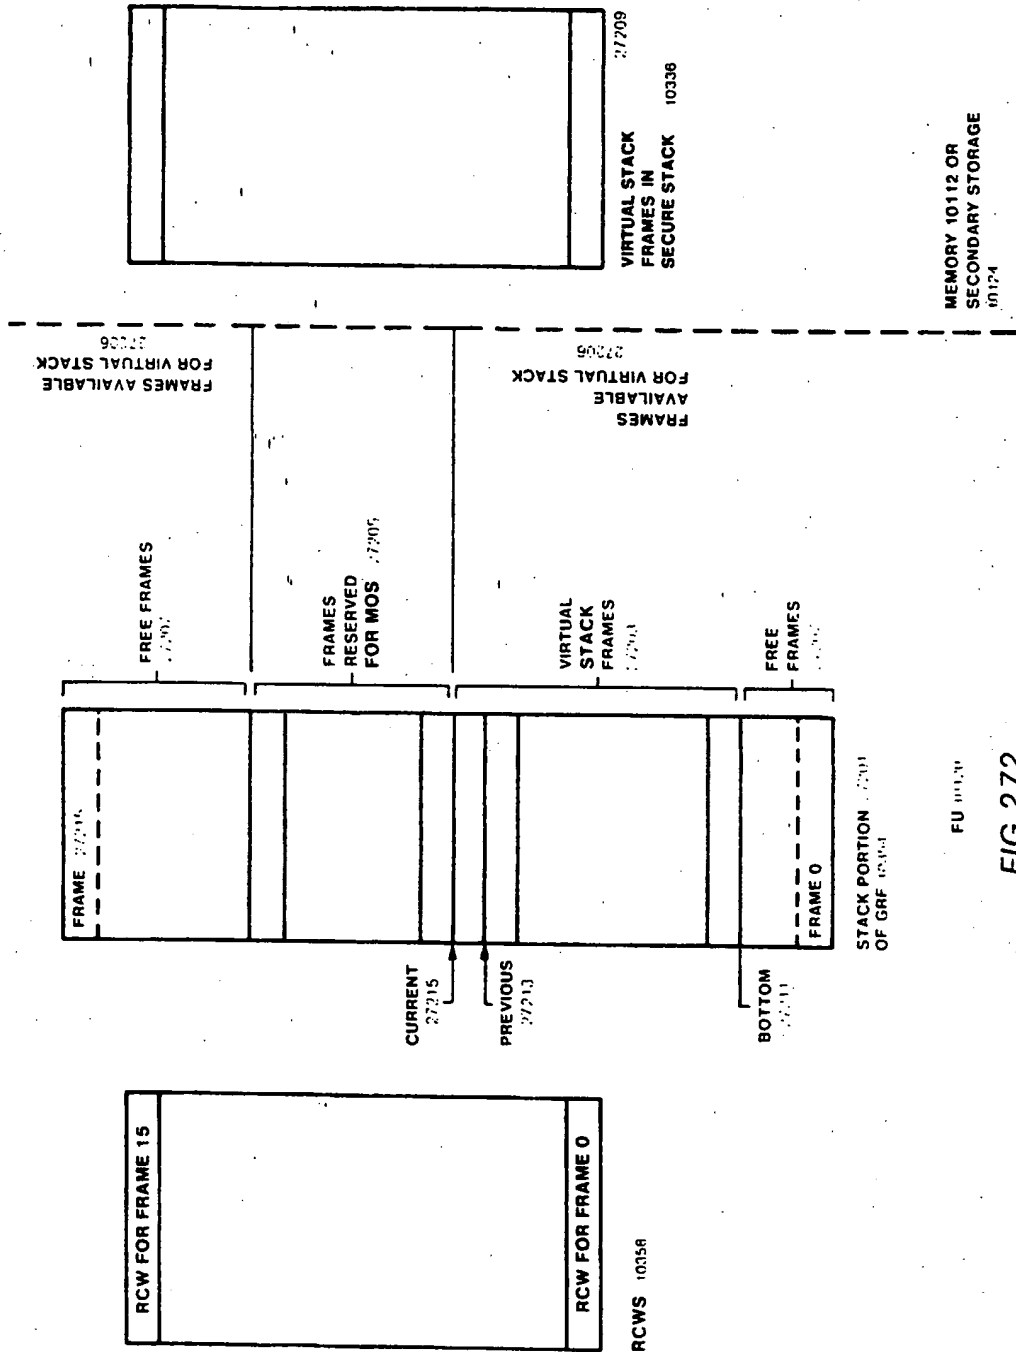 RCW FOR FRAME 15
RCW FOR FRAME 0
RCWS 10358
FRAME
FRAME 0
CURRENT
27215
PREVIOUS
27213
BOTTOM
STACK PORTION
OF GRF
FREE FRAMES
FRAMES
RESERVED
FOR MOS
VIRTUAL
STACK
FRAMES
FREE
FRAMES
FRAMES AVAILABLE
FOR VIRTUAL STACK
27206
FRAMES
AVAILABLE
FOR VIRTUAL STACK
27206
27209
VIRTUAL STACK
FRAMES IN
SECURE STACK 10336
FU
MEMORY 10112 OR
SECONDARY STORAGE
10124
FIG 272